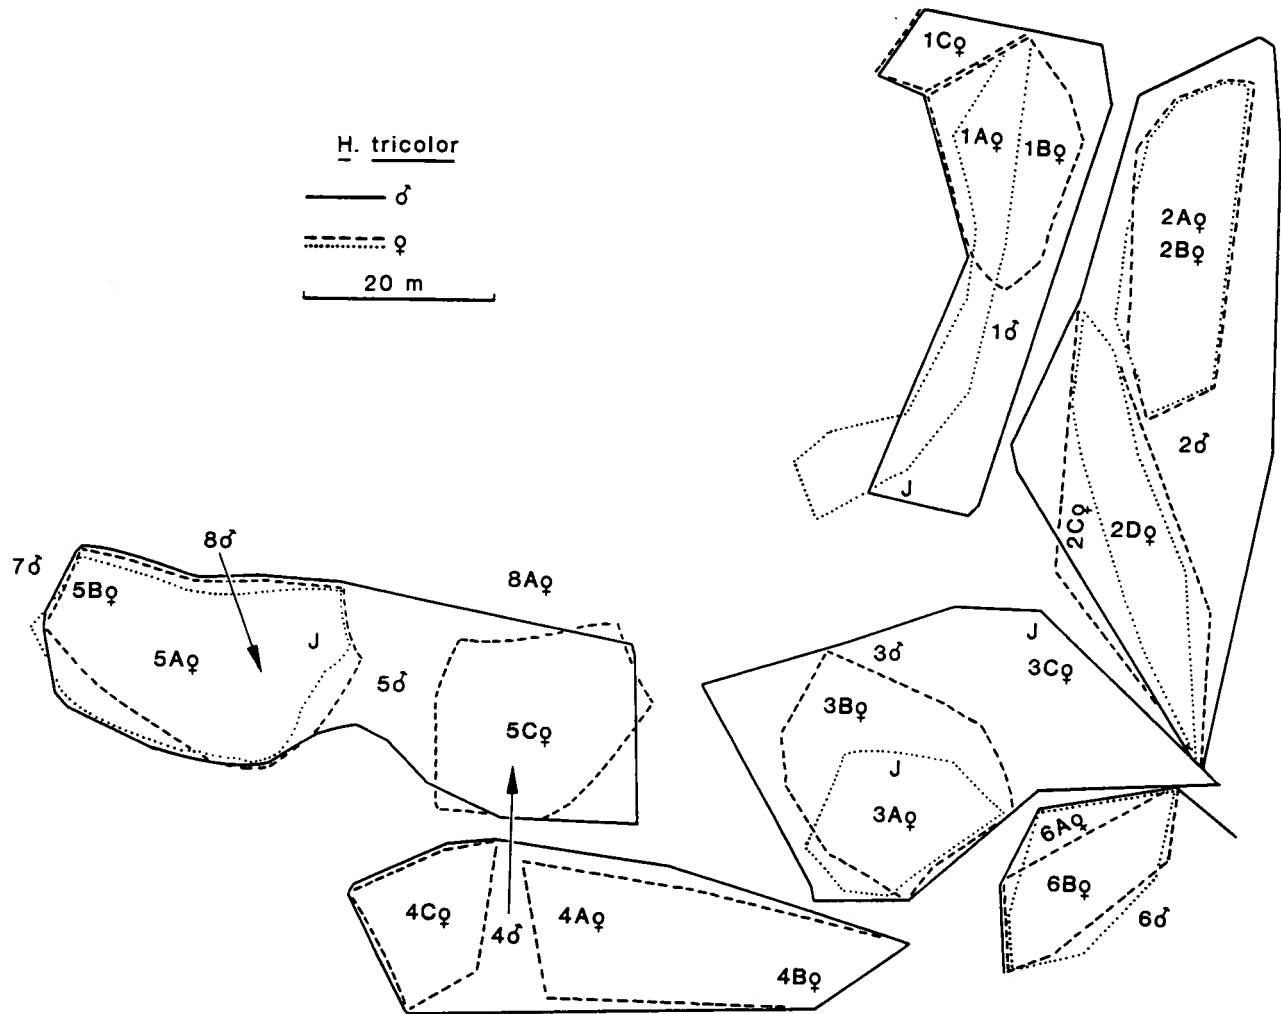 H. tricolor
♂
♀
20 m
1C♀
1A♀
1B♀
1♂
J
2A♀
2B♀
2♂
2C♀
2D♀
7♂
8♂
5B♀
5A♀
J
5♂
8A♀
5C♀
3♂
J
3C♀
3B♀
J
3A♀
6A♀
6B♀
6♂
4C♀
4♂
4A♀
4B♀